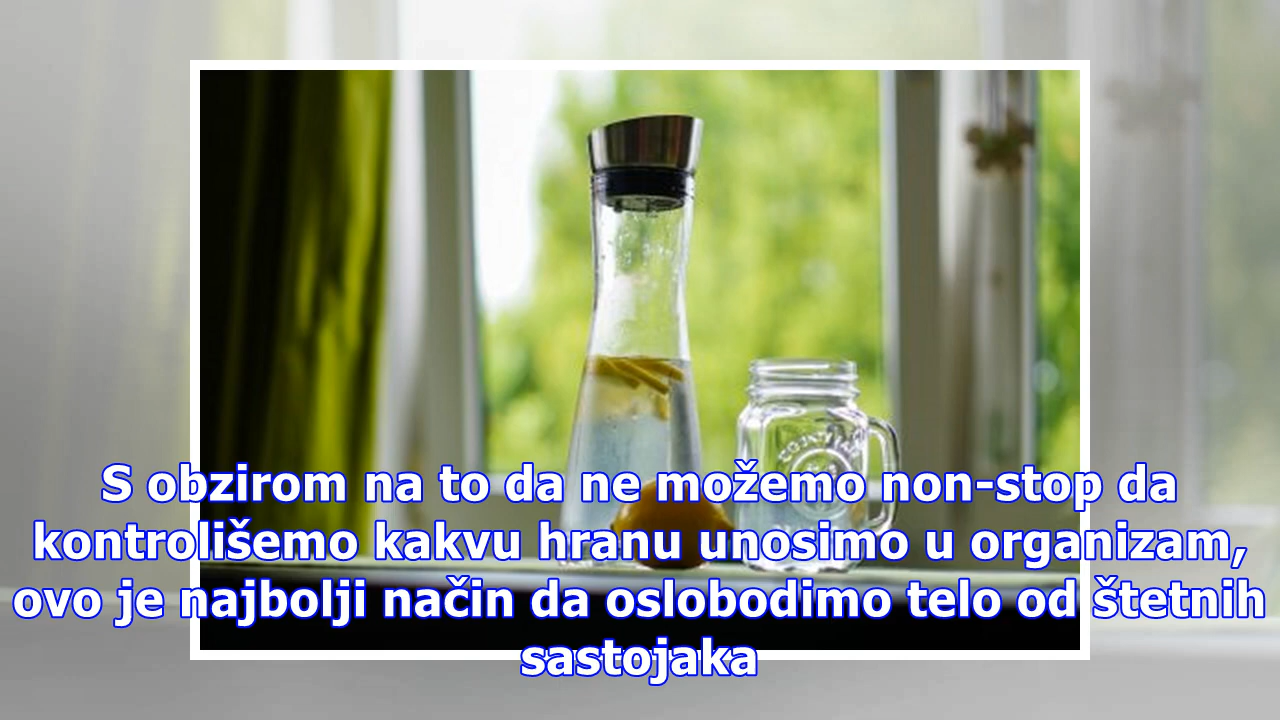 S obzirom na to da ne možemo non-stop da
kontrolišemo kakvu hranu unosimo u organizam,
ovo je najbolji način da oslobodimo telo od štetnih
sastojaka